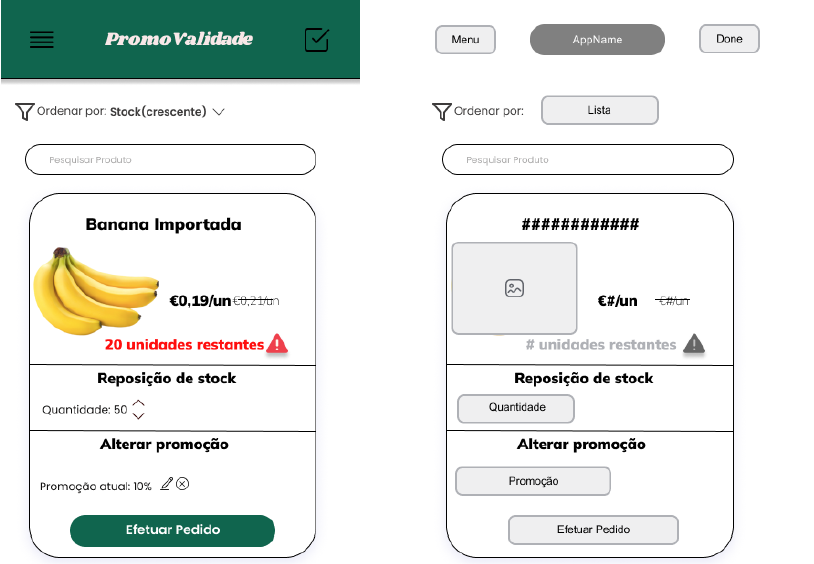 PromoValidade
Ordenar por: Stock(crescente)
Pesquisar Produto
Banana Importada
€0,19/un €0,21/un
20 unidades restantes
Reposição de stock
Quantidade: 50
Alterar promoção
Promoção atual: 10%
Efetuar Pedido
Menu
AppName
Done
Ordenar por:
Lista
Pesquisar Produto
############
€#/un €#/un
# unidades restantes
Reposição de stock
Quantidade
Alterar promoção
Promoção
Efetuar Pedido